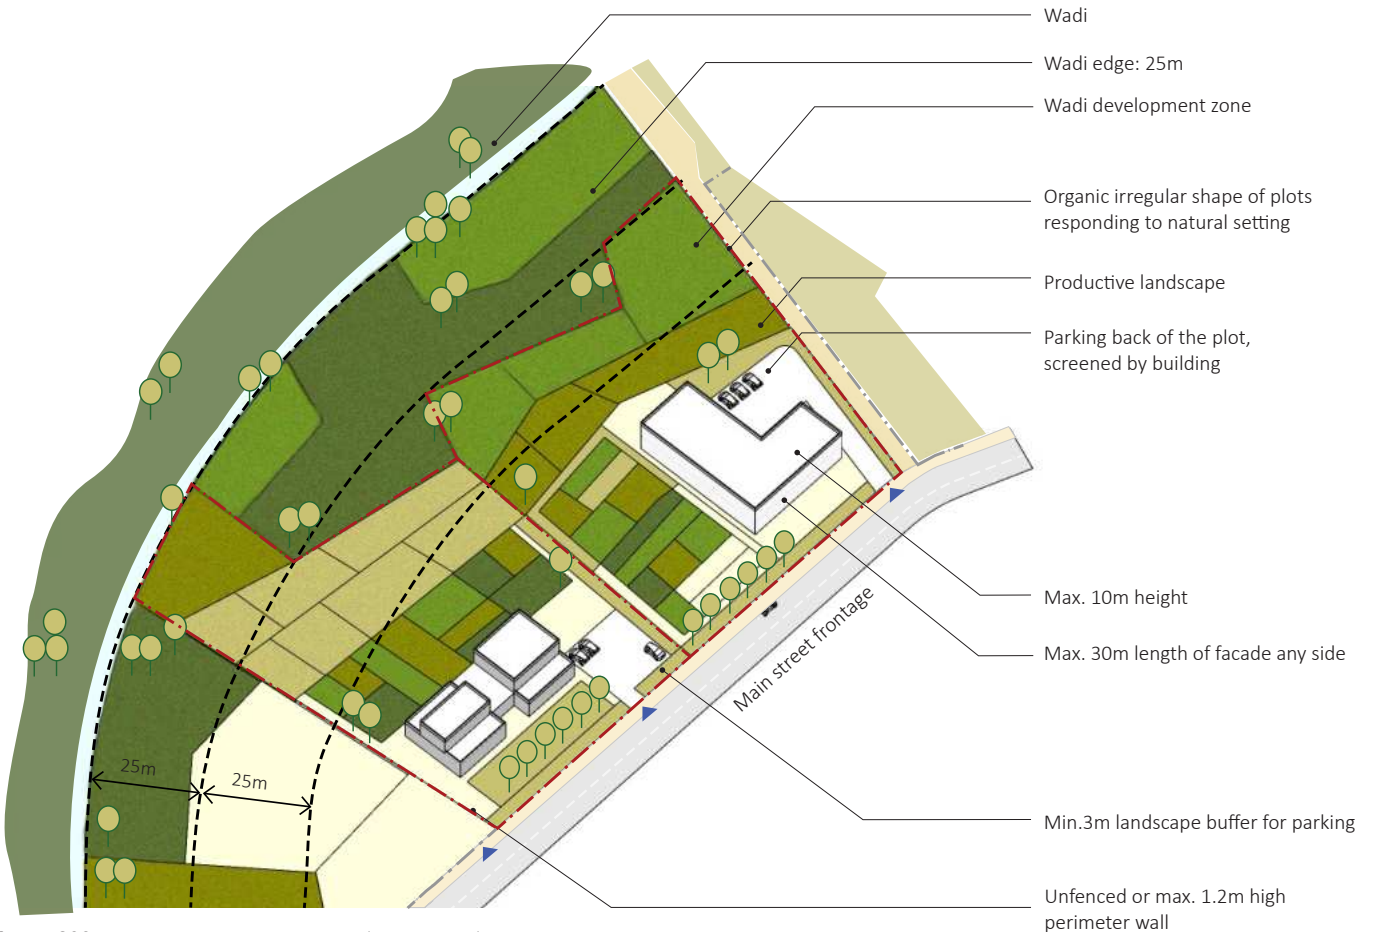 Wadi
Wadi edge: 25m
Wadi development zone
Organic irregular shape of plots
responding to natural setting
Productive landscape
Parking back of the plot,
screened by building
Max. 10m height
Max. 30m length of facade any side
Main street frontage
25m
25m
Min.3m landscape buffer for parking
Unfenced or max. 1.2m high
perimeter wall